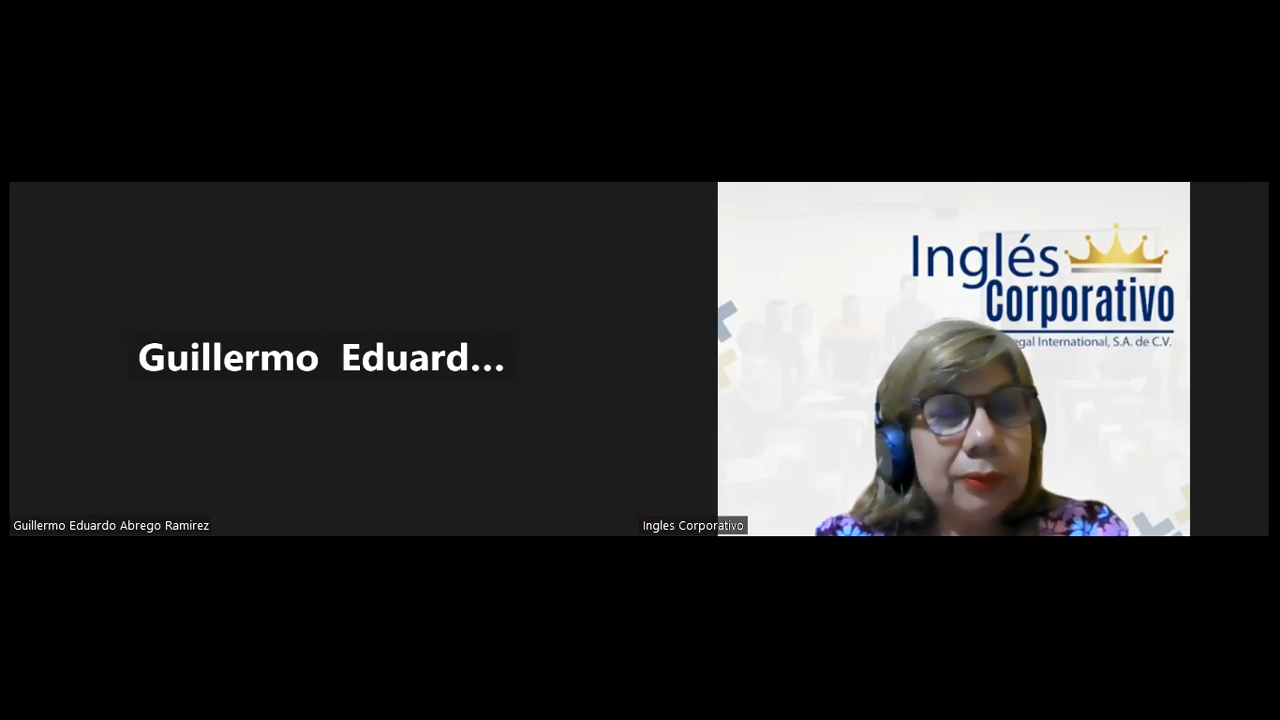 Guillermo Eduard...
Guillermo Eduardo Abrego Ramirez
Inglés
Corporativo
egal International, S.A. de C.V.
Ingles Corporativo